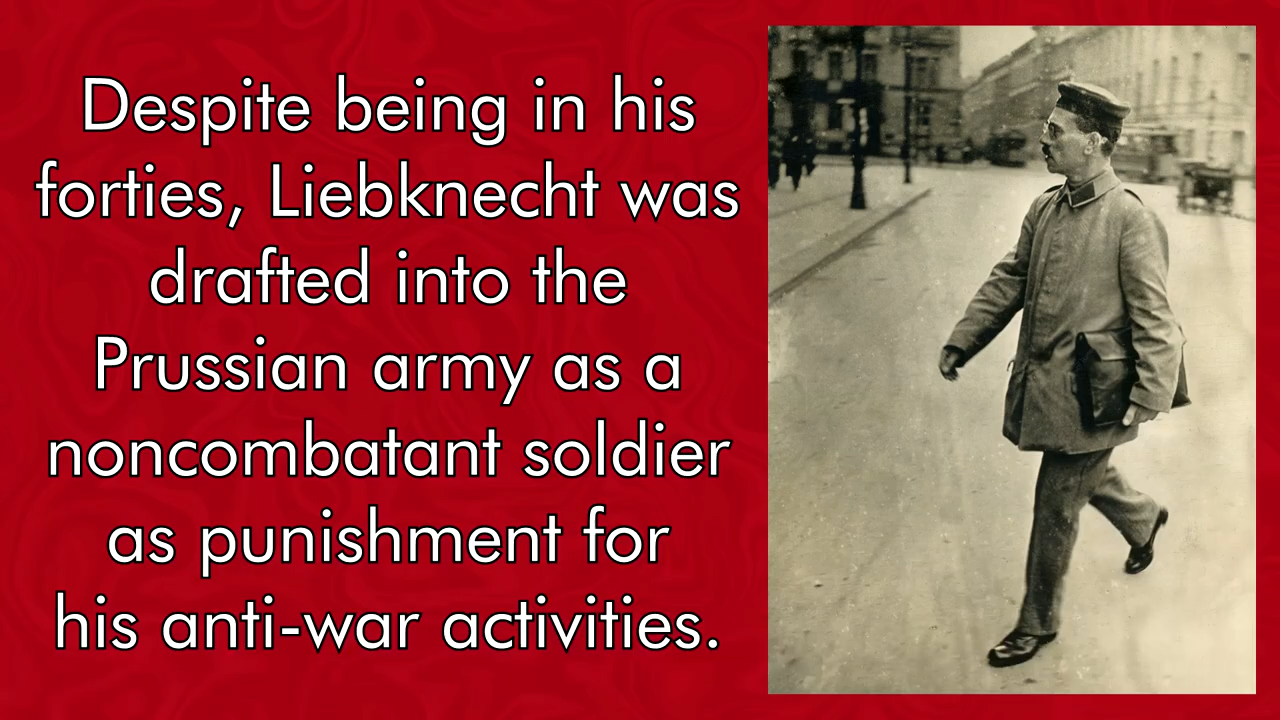 Despite being in his
forties, Liebknecht was
drafted into the
Prussian army as a
noncombatant soldier
as punishment for
his anti-war activities.